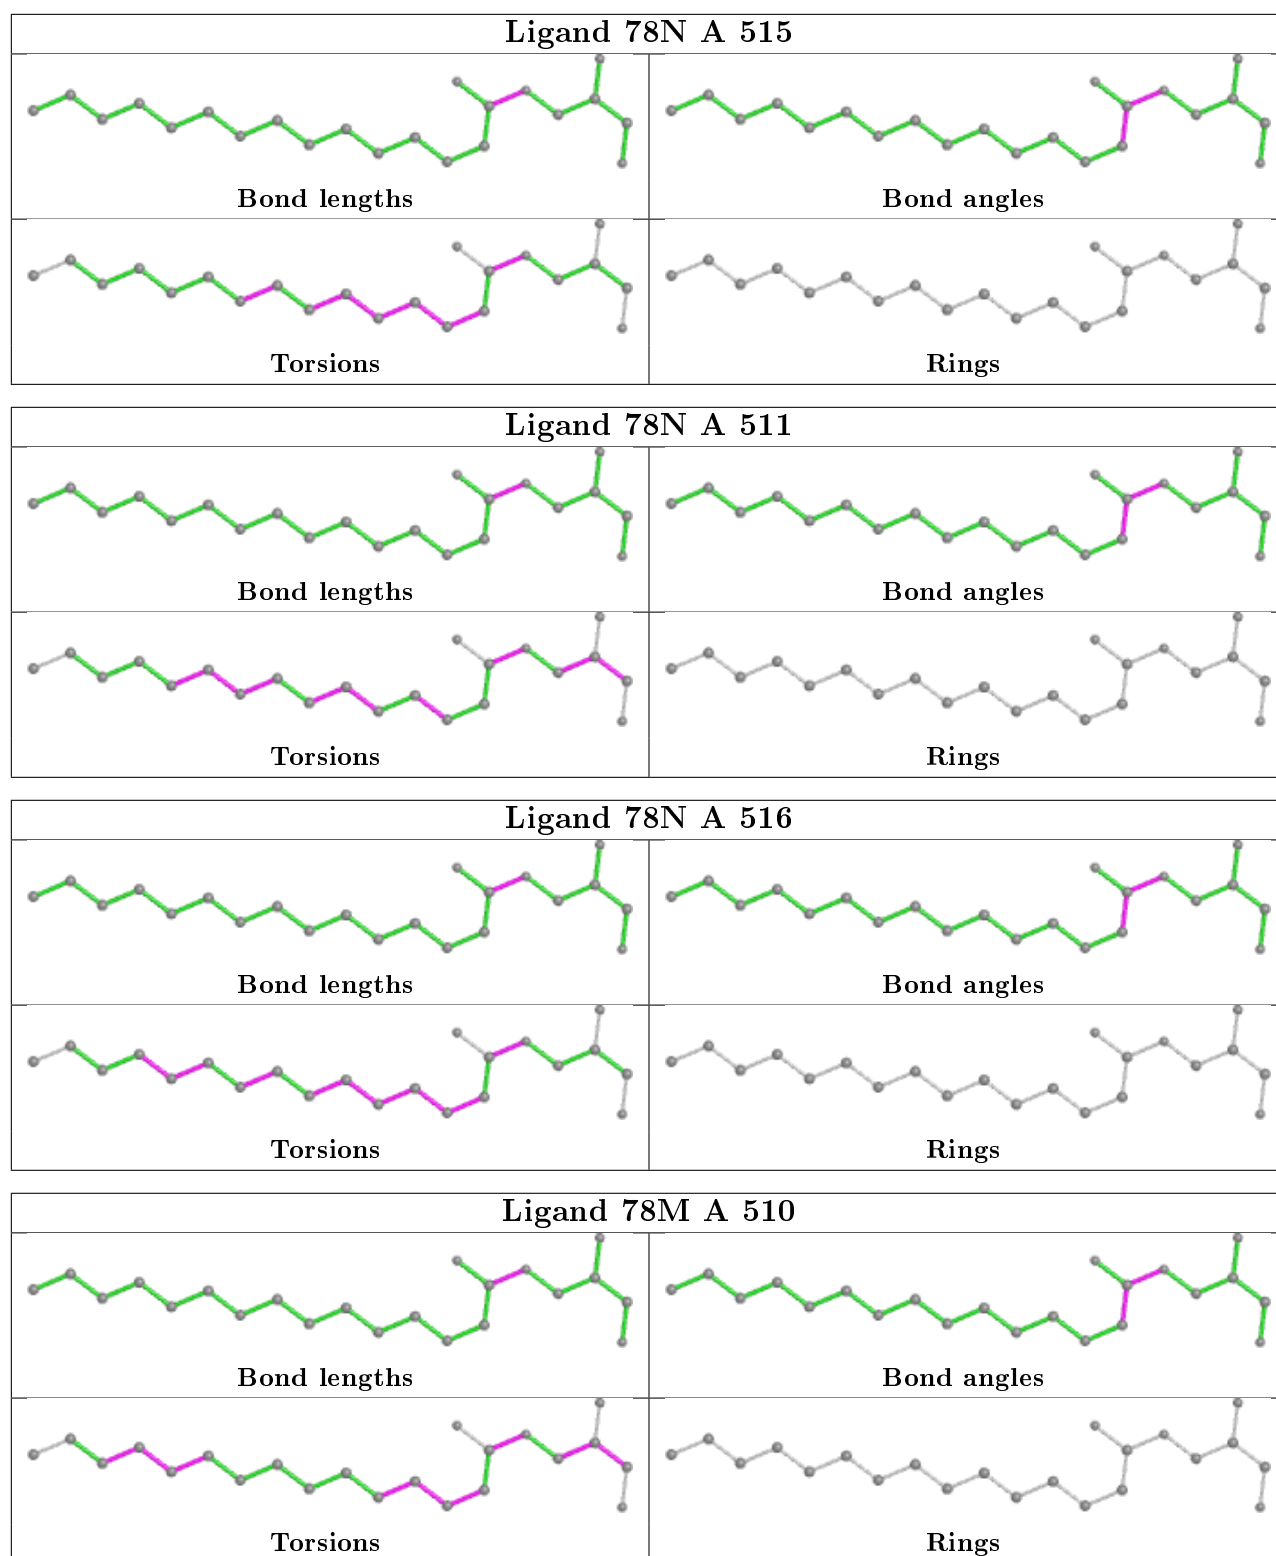 Ligand 78N A 515
Bond lengths
Bond angles
Torsions
Rings
Ligand 78N A 511
Bond lengths
Bond angles
Torsions
Rings
Ligand 78N A 516
Bond lengths
Bond angles
Torsions
Rings
Ligand 78M A 510
Bond lengths
Bond angles
Torsions
Rings